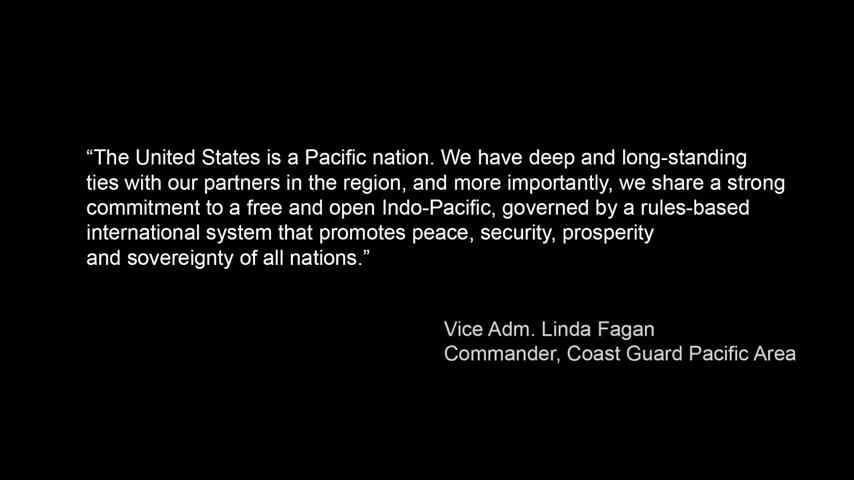 “The United States is a Pacific nation. We have deep and long-standing
ties with our partners in the region, and more importantly, we share a strong
commitment to a free and open Indo-Pacific, governed by a rules-based
international system that promotes peace, security, prosperity
and sovereignty of all nations.”
Vice Adm. Linda Fagan
Commander, Coast Guard Pacific Area